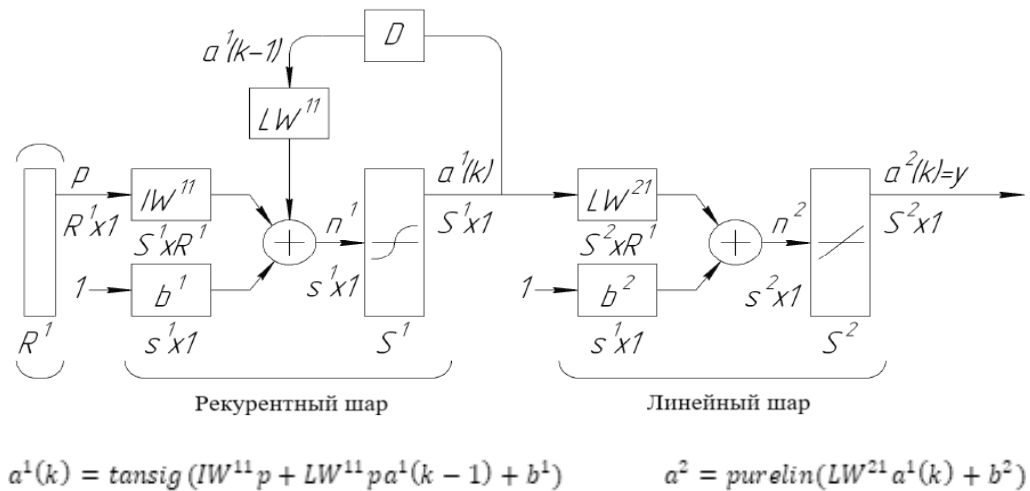 D
a¹(k-1)
LW¹¹
p
R¹x1
IW¹¹
S¹xR¹
1
b¹
s¹x1
R¹
n¹
s¹x1
S¹
a¹(k)
S¹x1
LW²¹
S²xR¹
1
b²
s¹x1
n²
s²x1
S²
a²(k)=y
S²x1
Рекурентный шар
Линейный шар
a¹(k) = tansig(IW¹¹p + LW¹¹pa¹(k − 1) + b¹)
a² = purelin(LW²¹a¹(k) + b²)